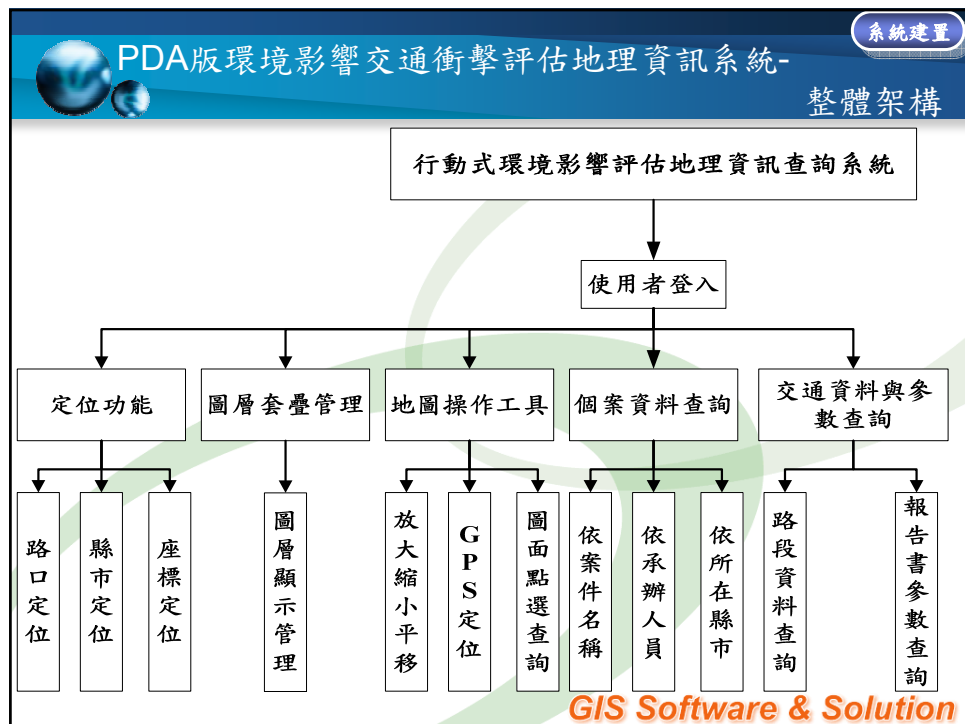 系統建置
PDA版環境影響交通衝擊評估地理資訊系統-
整體架構
行動式環境影響評估地理資訊查詢系統
使用者登入
定位功能
圖層套疊管理
地圖操作工具
個案資料查詢
交通資料與參
數查詢
路口定位
縣市定位
座標定位
圖層顯示管理
放大縮小平移
GPS定位
圖面點選查詢
依案件名稱
依承辦人員
依所在縣市
路段資料查詢
報告書參數查詢
GIS Software & Solution